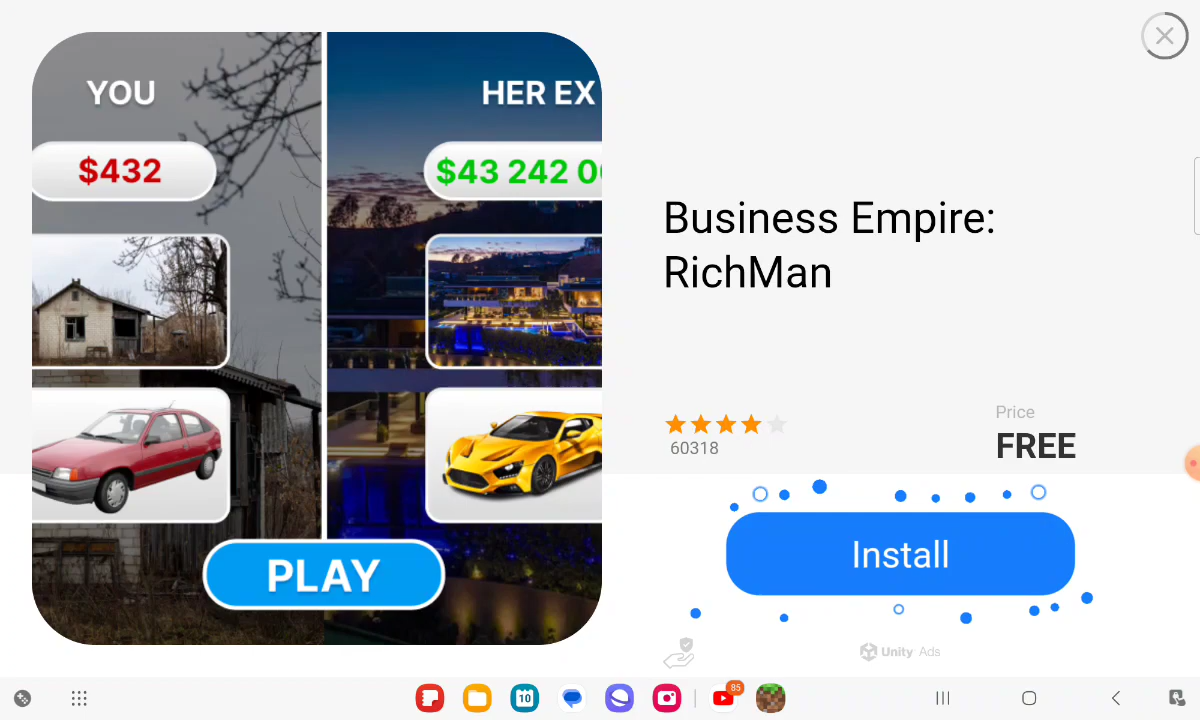 YOU
HER EX
$432
$43 242 0
PLAY
Business Empire:
RichMan
60318
Price
FREE
Install
Unity Ads
10
85